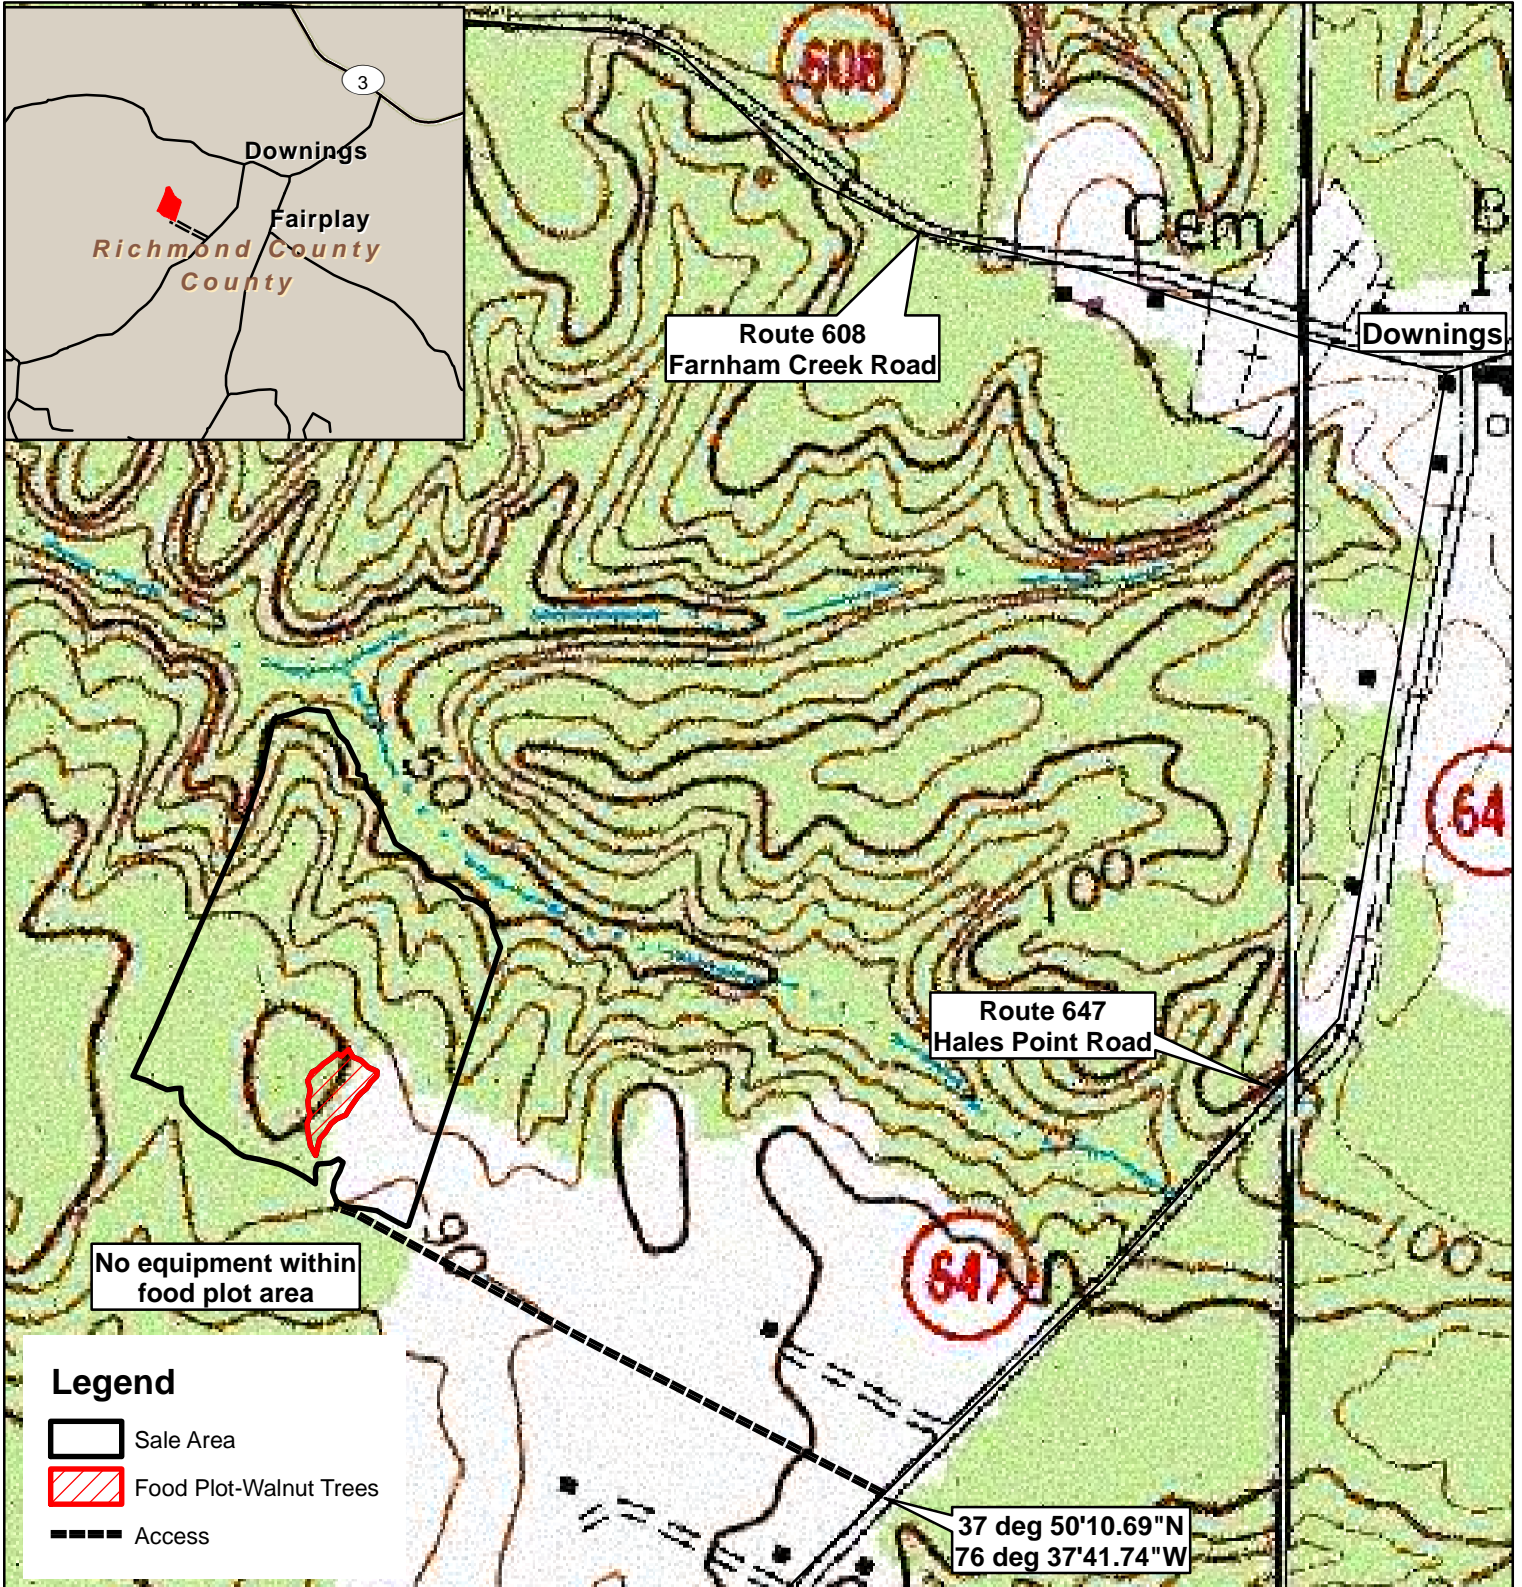 3
Downings
Fairplay
Richmond County
County
608
Cem
B
1
Route 608
Farnham Creek Road
Downings
50
64
100
Route 647
Hales Point Road
90
647
100
No equipment within
food plot area
Legend
Sale Area
Food Plot-Walnut Trees
Access
37 deg 50'10.69"N
76 deg 37'41.74"W